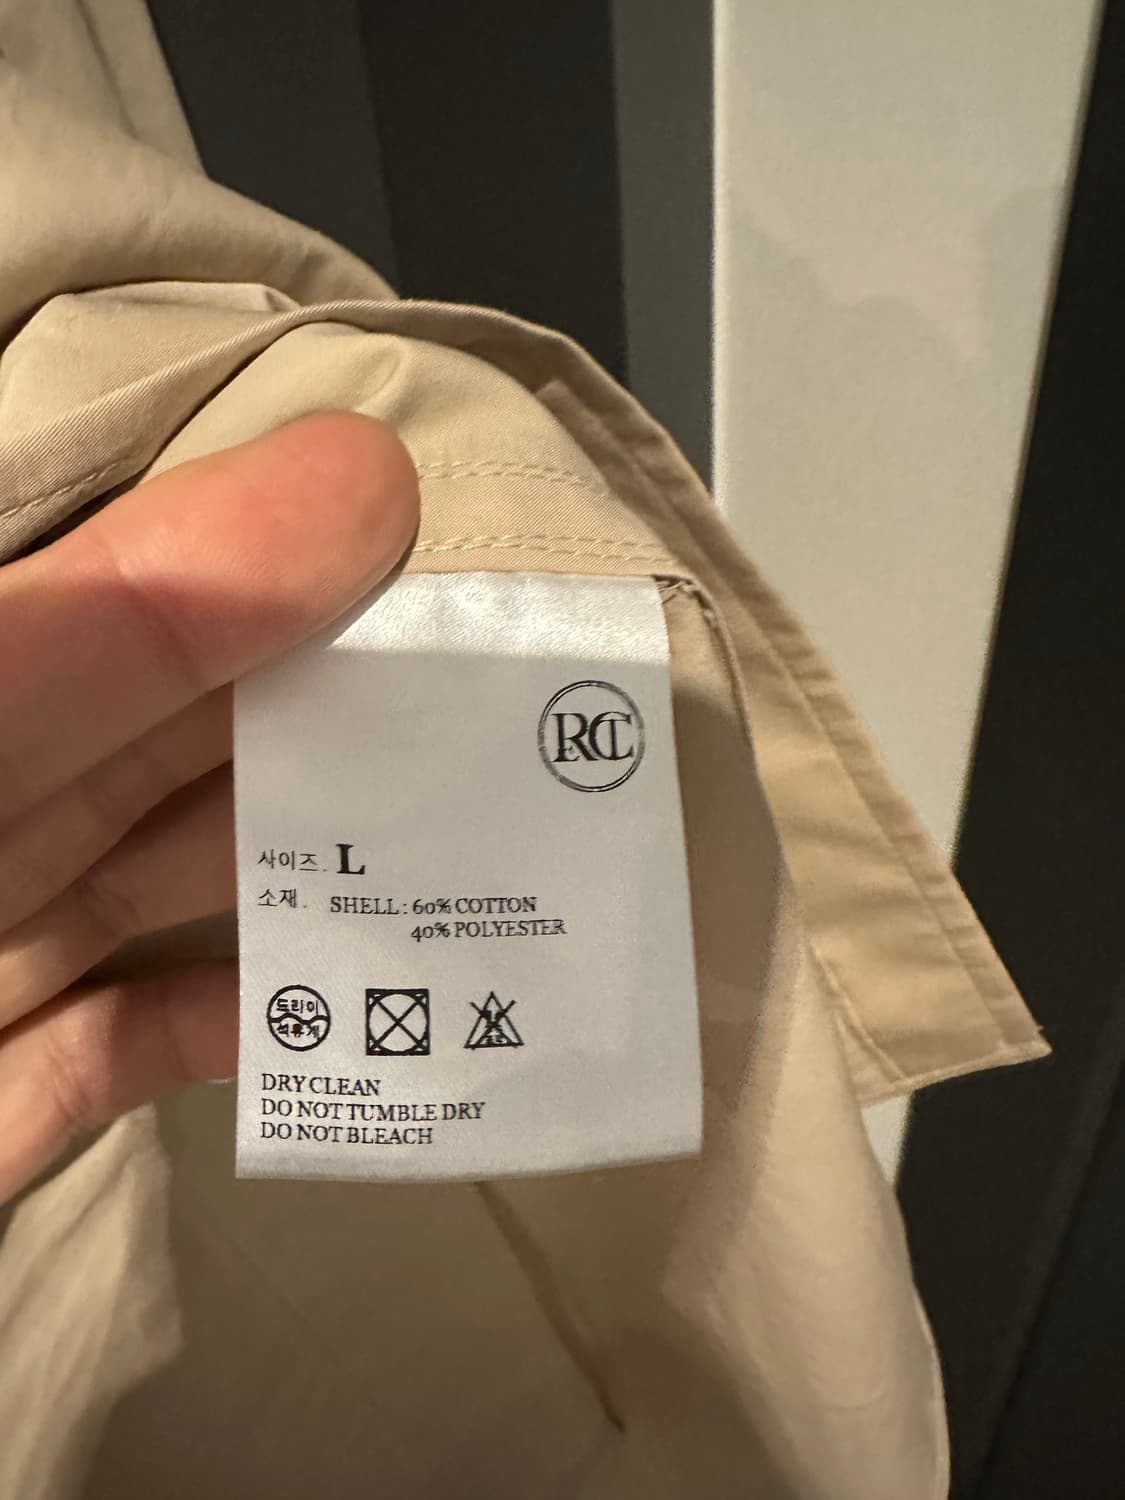 RCT
사이즈. L
소재. SHELL : 60% COTTON
40% POLYESTER
드라이
석유계
DRY CLEAN
DO NOT TUMBLE DRY
DO NOT BLEACH